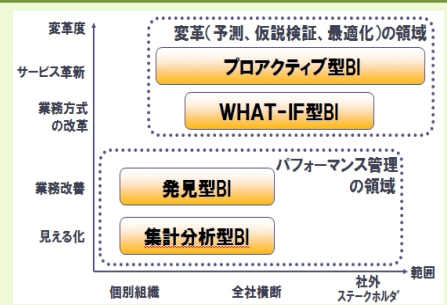 変革度
変革(予測、仮説検証、最適化)の領域
サービス革新
プロアクティブ型BI
業務方式
の改革
WHAT-IF型BI
パフォーマンス管理
の領域
業務改善
発見型BI
見える化
集計分析型BI
範囲
個別組織
全社横断
社外
ステークホルダ